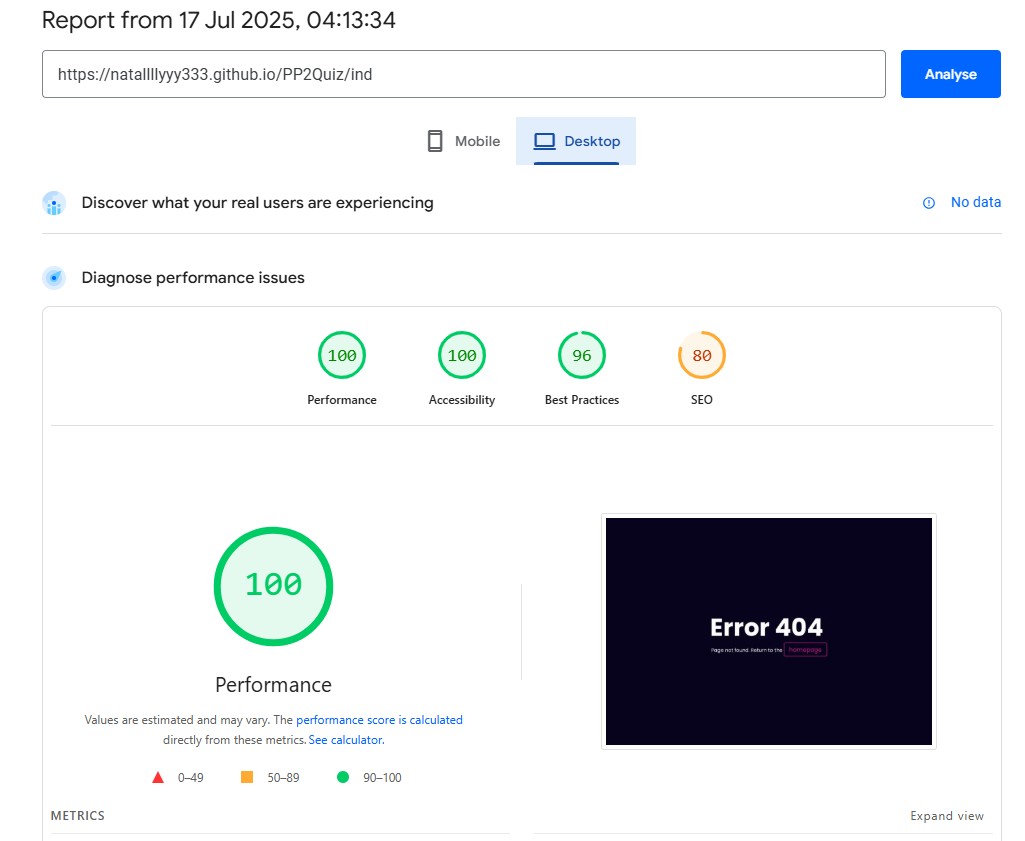 Report from 17 Jul 2025, 04:13:34
https://natallllyyy333.github.io/PP2Quiz/ind
Analyse
Mobile
Desktop
Discover what your real users are experiencing
No data
Diagnose performance issues
100
100
96
80
Performance
Accessibility
Best Practices
SEO
100
Performance
Values are estimated and may vary. The performance score is calculated
directly from these metrics. See calculator.
0–49
50–89
90–100
Error 404
Page not found. Return to the homepage
METRICS
Expand view